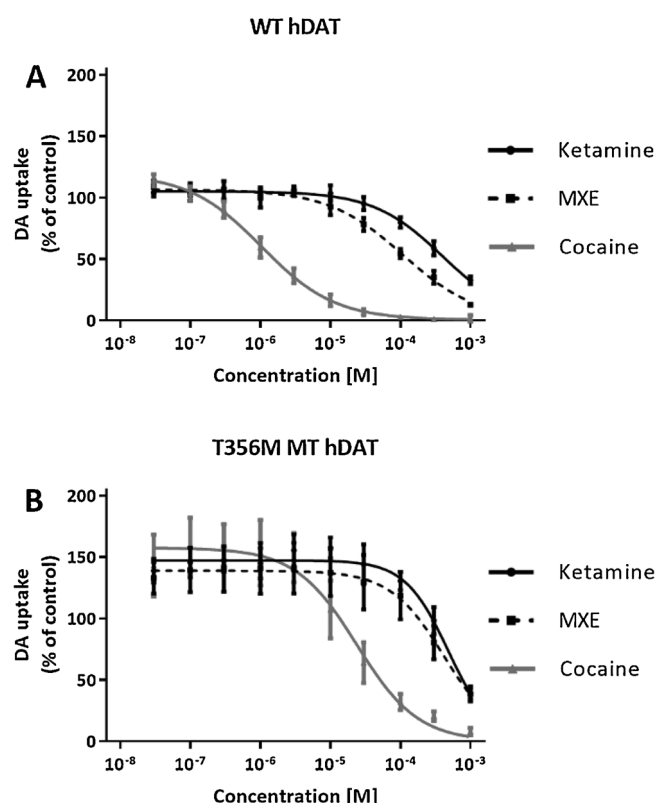 WT hDAT
A
200
150
100
50
0
DA uptake
(% of control)
10⁻⁸ 10⁻⁷ 10⁻⁶ 10⁻⁵ 10⁻⁴ 10⁻³
Concentration [M]
Ketamine
MXE
Cocaine
T356M MT hDAT
B
200
150
100
50
0
DA uptake
(% of control)
10⁻⁸ 10⁻⁷ 10⁻⁶ 10⁻⁵ 10⁻⁴ 10⁻³
Concentration [M]
Ketamine
MXE
Cocaine